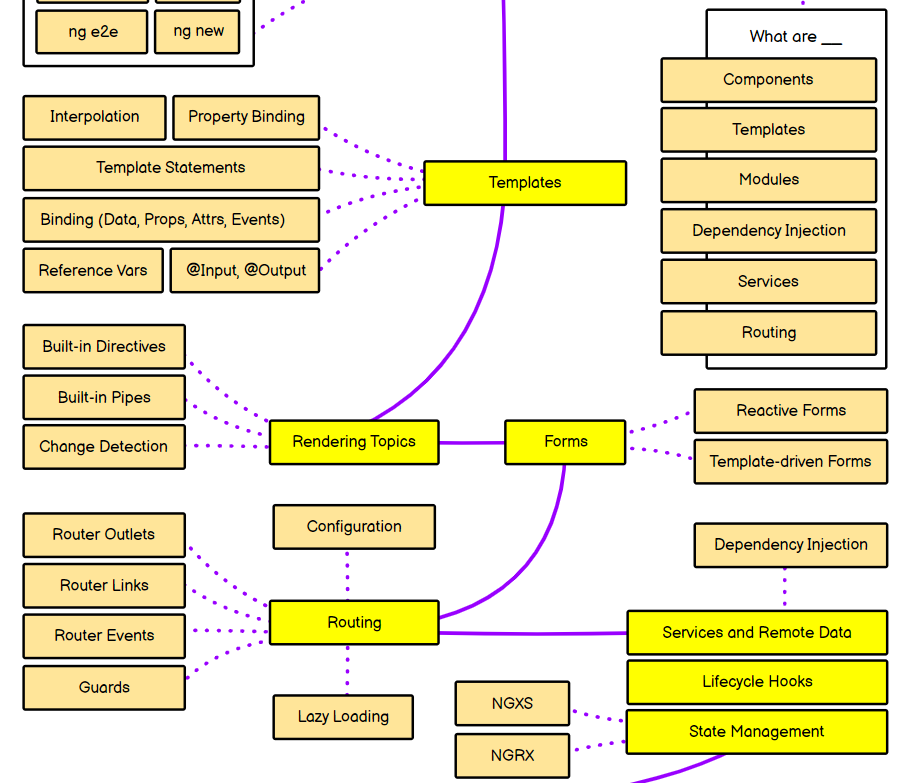 ng e2e
ng new
What are __
Components
Templates
Modules
Dependency Injection
Services
Routing
Interpolation
Property Binding
Template Statements
Binding (Data, Props, Attrs, Events)
Reference Vars
@Input, @Output
Templates
Built-in Directives
Built-in Pipes
Change Detection
Rendering Topics
Forms
Reactive Forms
Template-driven Forms
Router Outlets
Router Links
Router Events
Guards
Configuration
Routing
Lazy Loading
Dependency Injection
Services and Remote Data
Lifecycle Hooks
State Management
NGXS
NGRX